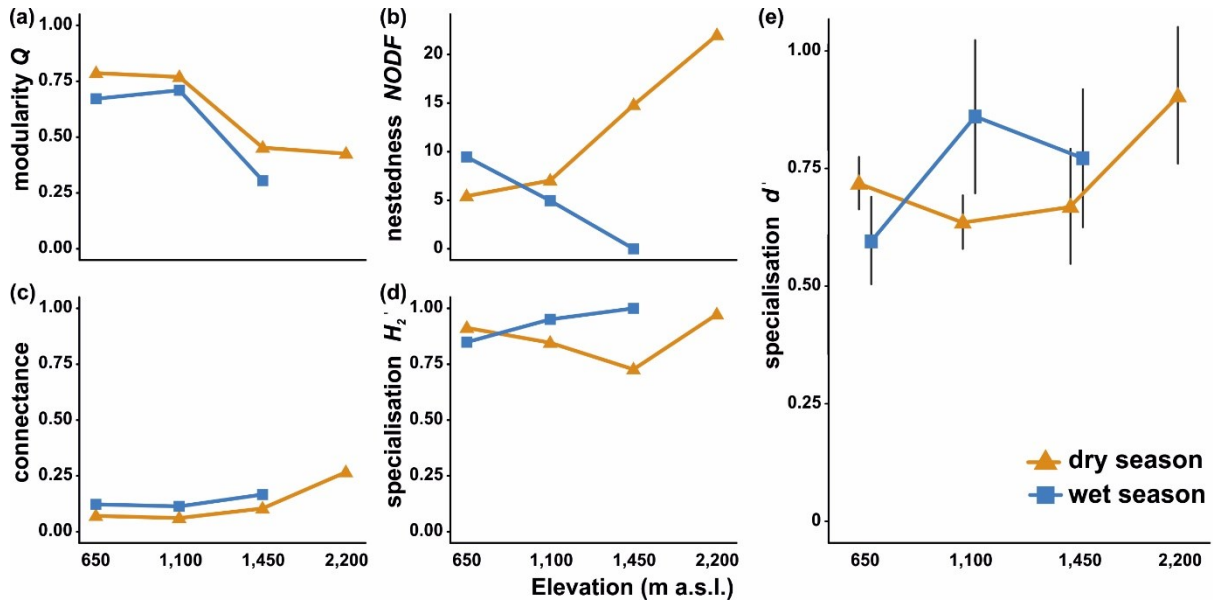 (a)
modularity Q
1.00
0.75
0.50
0.25
0.00
(b)
nestedness NODF
20
15
10
5
0
(c)
connectance
1.00
0.75
0.50
0.25
0.00
650
1,100
1,450
2,200
(d)
specialisation H2'
1.00
0.75
0.50
0.25
0.00
650
1,100
1,450
2,200
Elevation (m a.s.l.)
(e)
specialisation d'
1.00
0.75
0.50
0.25
0
dry season
wet season
650
1,100
1,450
2,200